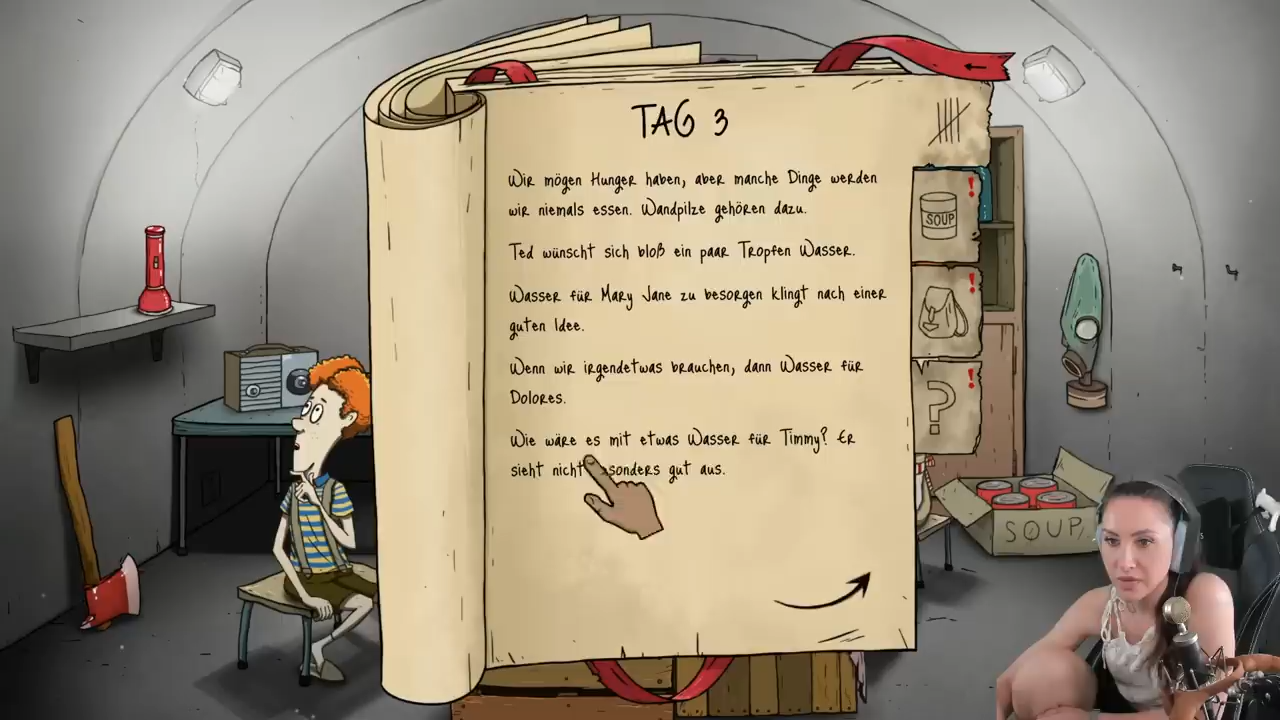 TAG 3
Wir mögen Hunger haben, aber manche Dinge werden
wir niemals essen. Wandpilze gehören dazu.
Ted wünscht sich bloß ein paar Tropfen Wasser.
Wasser für Mary Jane zu besorgen klingt nach einer
guten Idee.
Wenn wir irgendetwas brauchen, dann Wasser für
Dolores.
Wie wäre es mit etwas Wasser für Timmy? Er
sieht nicht sonders gut aus.
SOUP
!
!
?
!
SOUP